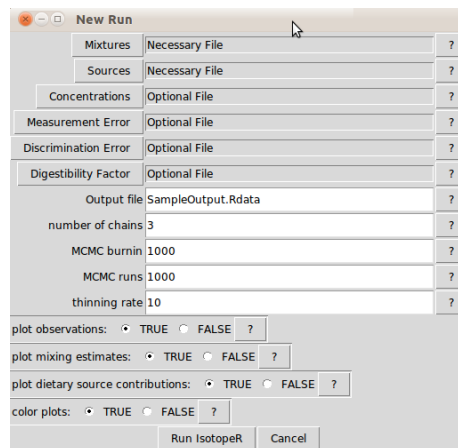 New Run
Mixtures Necessary File ?
Sources Necessary File ?
Concentrations Optional File ?
Measurement Error Optional File ?
Discrimination Error Optional File ?
Digestibility Factor Optional File ?
Output file SampleOutput.Rdata ?
number of chains 3 ?
MCMC burnin 1000 ?
MCMC runs 1000 ?
thinning rate 10 ?
plot observations: TRUE FALSE ?
plot mixing estimates: TRUE FALSE ?
plot dietary source contributions: TRUE FALSE ?
color plots: TRUE FALSE ?
Run IsotopeR Cancel